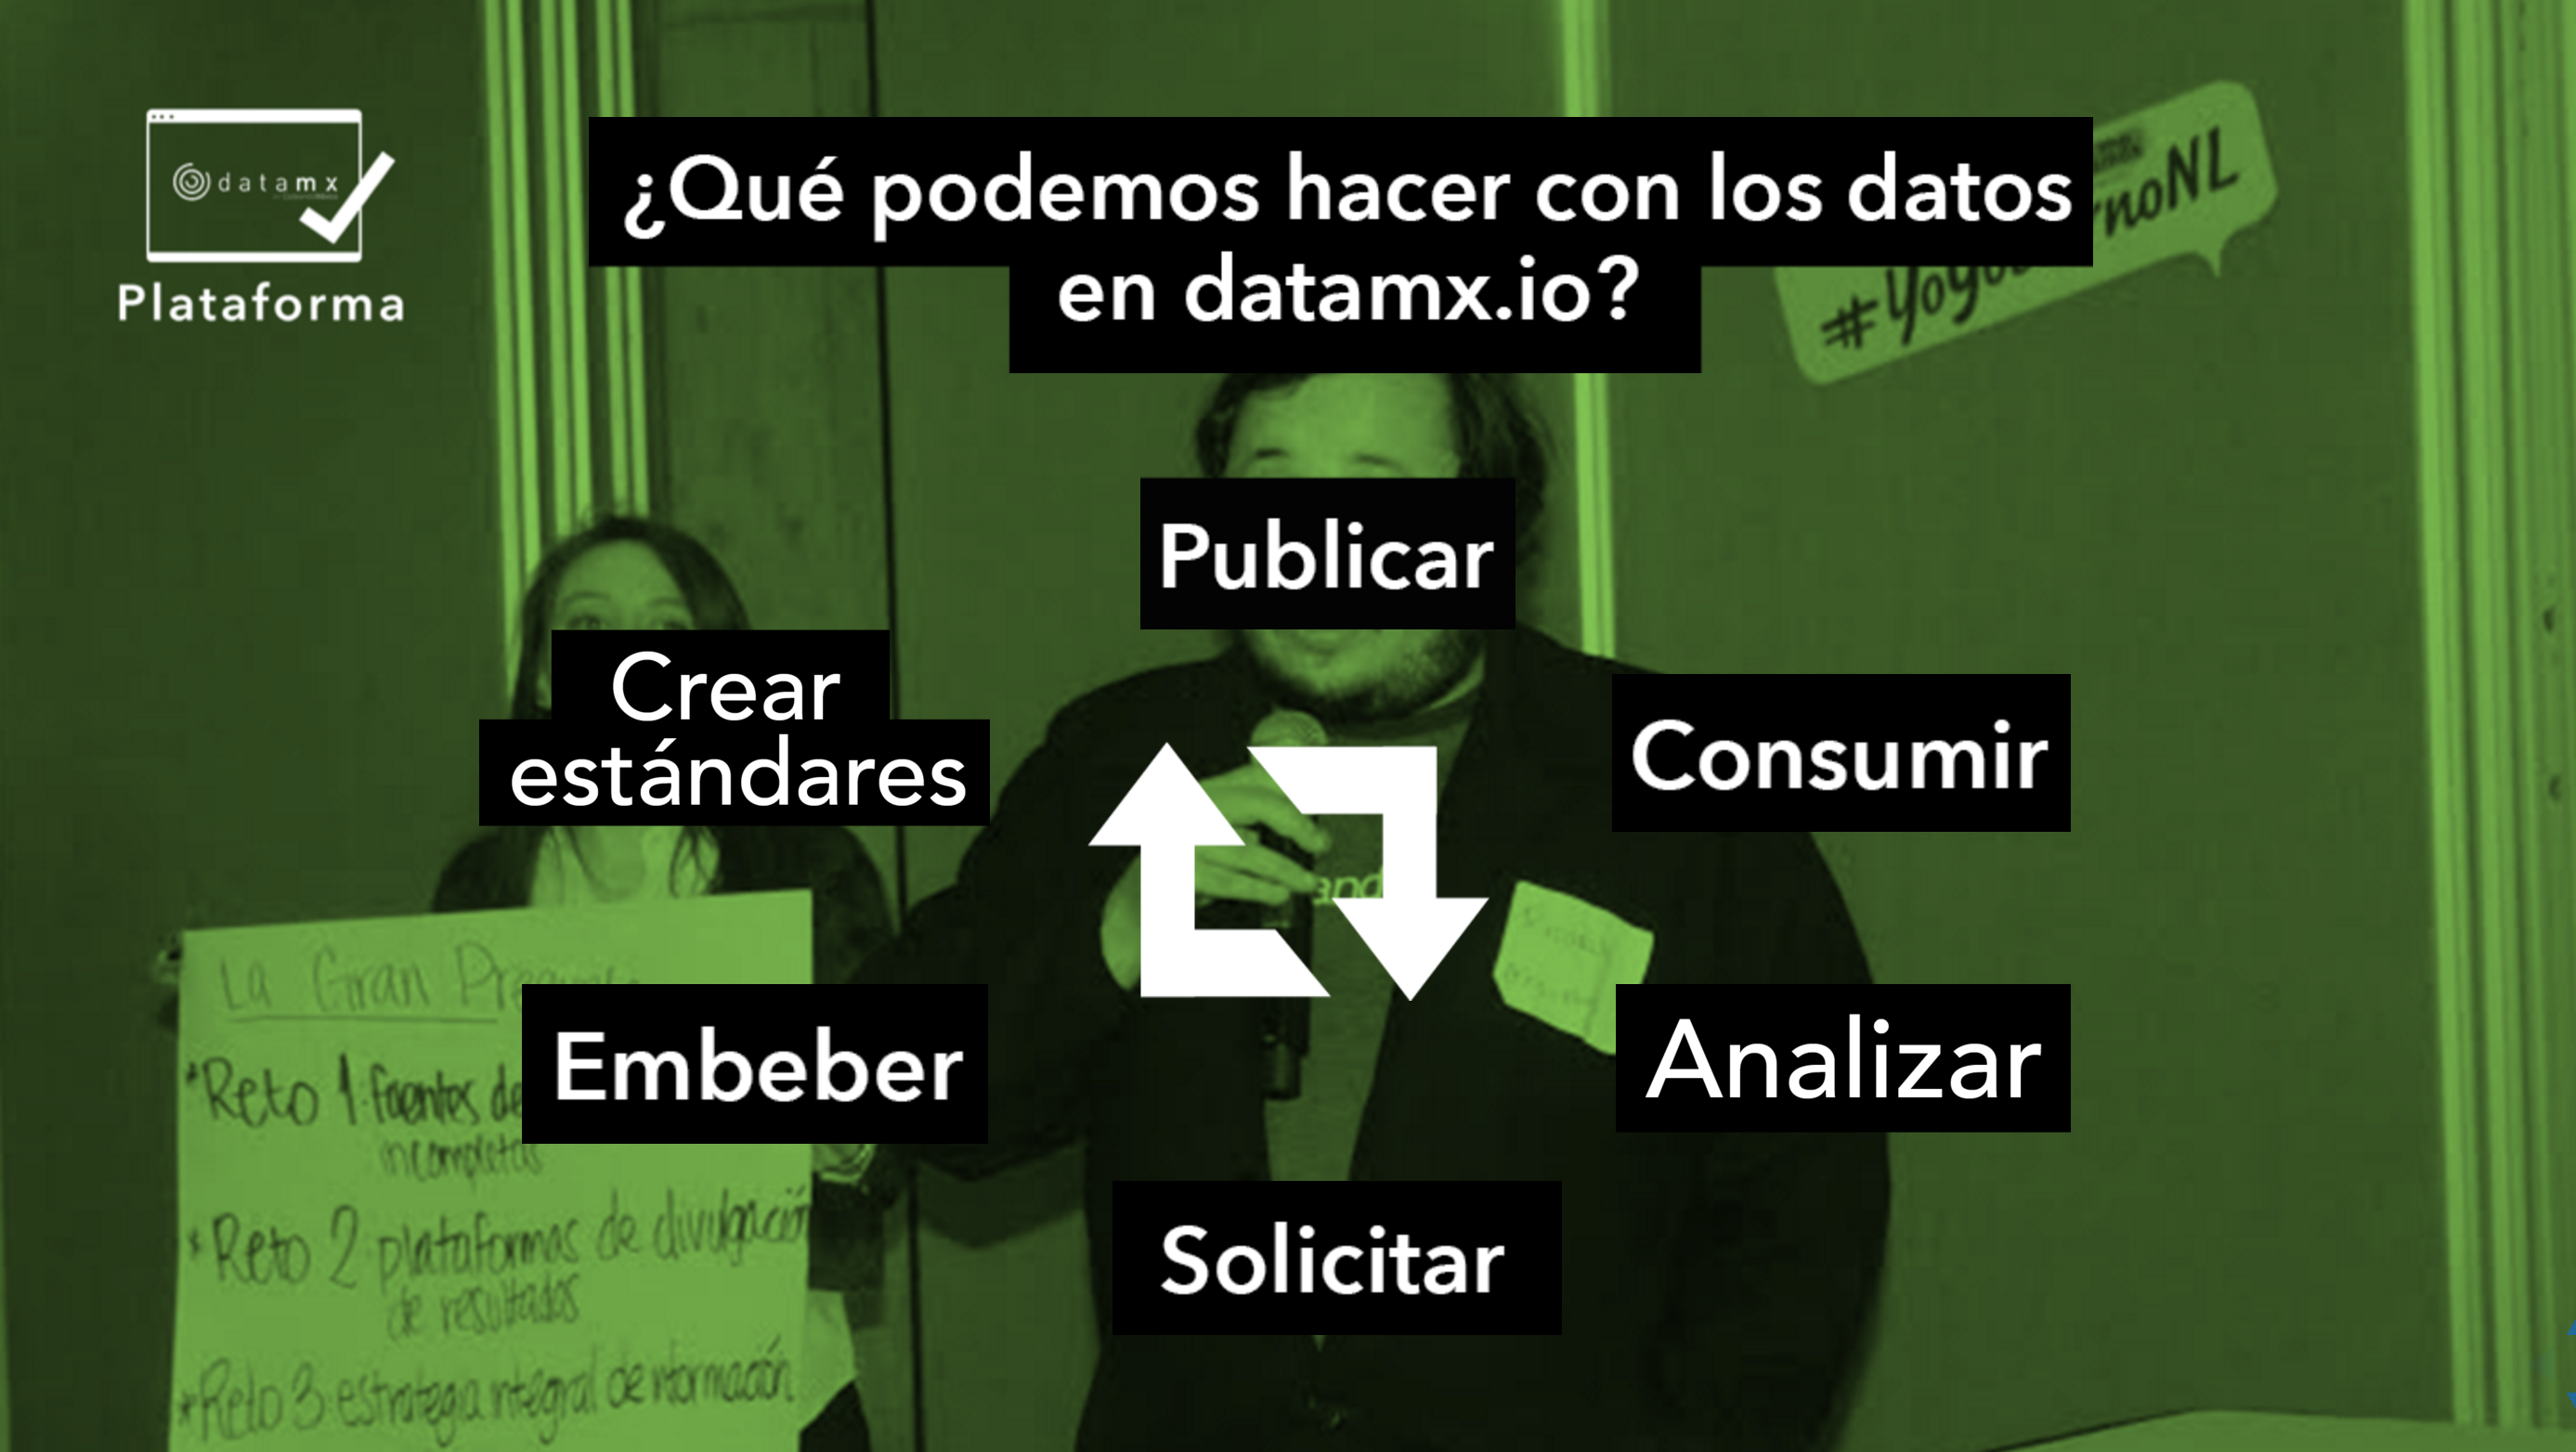 datamx
Plataforma
¿Qué podemos hacer con los datos
en datamx.io?
noNL
Publicar
Crear
estándares
Consumir
and
La Gran
Embeber
Analizar
*Reto 1: fuentes de
incompletas
*Reto 2 plataformas de divulgación
de resultados
*Reto 3: estrategia integral de información
Solicitar